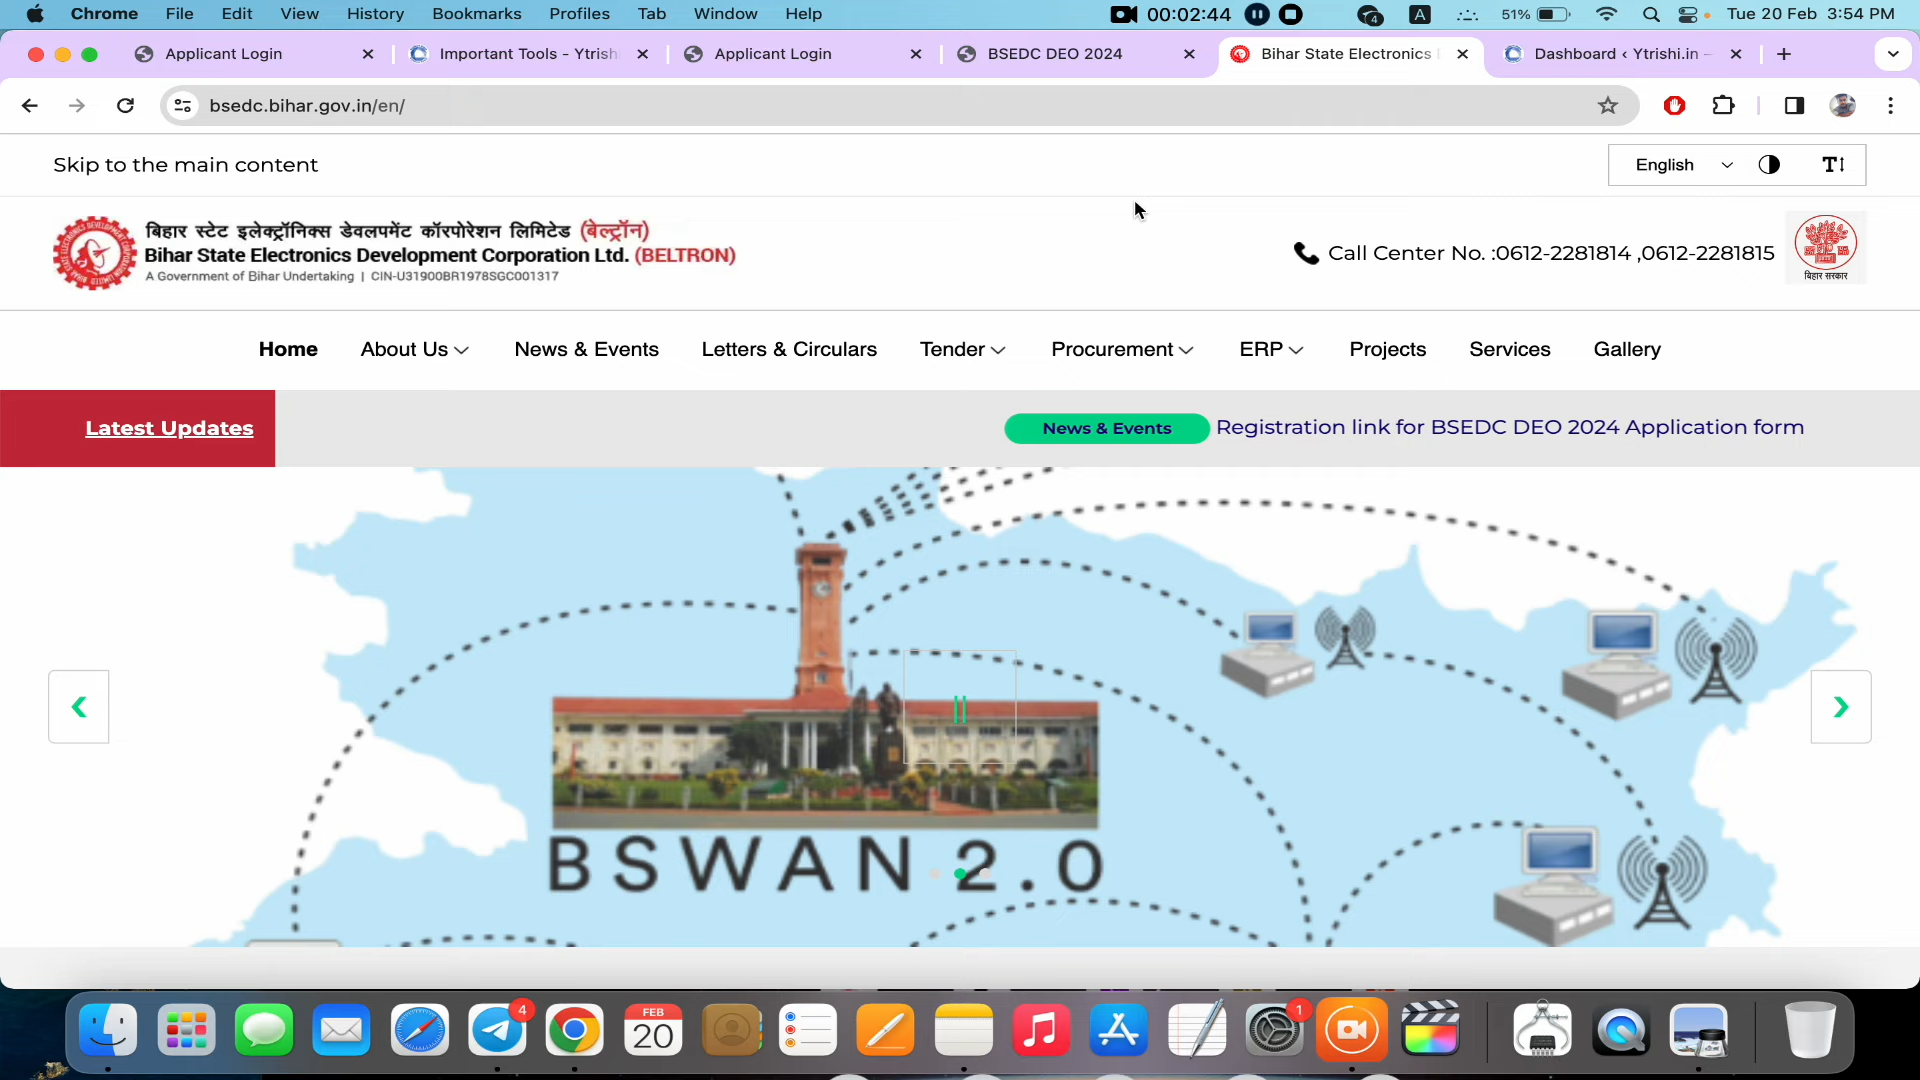 Chrome File Edit View History Bookmarks Profiles Tab Window Help 00:02:44 4 A 51% Tue 20 Feb 3:54 PM
Applicant Login Important Tools - Ytrish Applicant Login BSEDC DEO 2024 Bihar State Electronics Dashboard ‹ Ytrishi.in –
bsedc.bihar.gov.in/en/
Skip to the main content English T
बिहार स्टेट इलेक्ट्रॉनिक्स डेवलपमेंट कॉरपोरेशन लिमिटेड (बेल्ट्रॉन)
Bihar State Electronics Development Corporation Ltd. (BELTRON)
A Government of Bihar Undertaking | CIN-U31900BR1978SGC001317
Call Center No. :0612-2281814 ,0612-2281815
बिहार सरकार
Home About Us News & Events Letters & Circulars Tender Procurement ERP Projects Services Gallery
Latest Updates News & Events Registration link for BSEDC DEO 2024 Application form
BSWAN 2.0
4 FEB 1
20